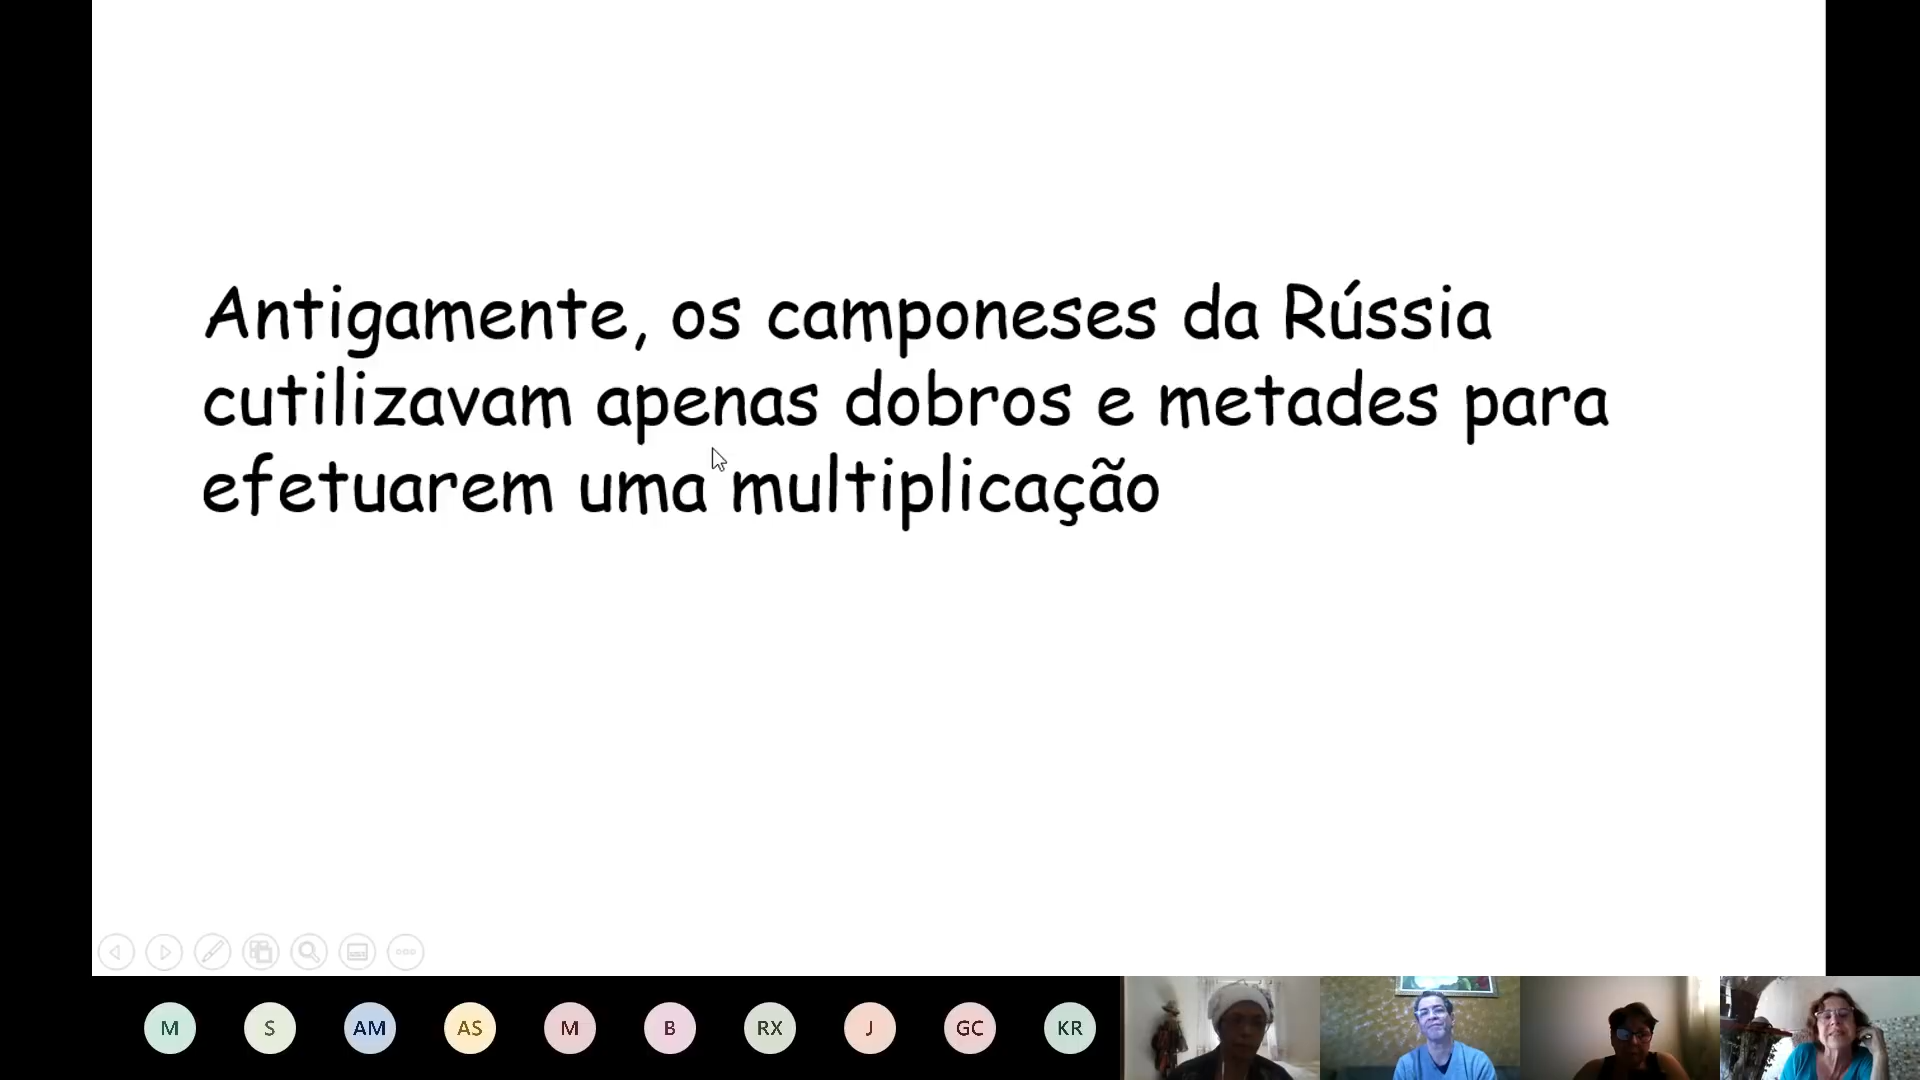 Antigamente, os camponeses da Rússia
cutilizavam apenas dobros e metades para
efetuarem uma multiplicação
M S AM AS M B RX J GC KR